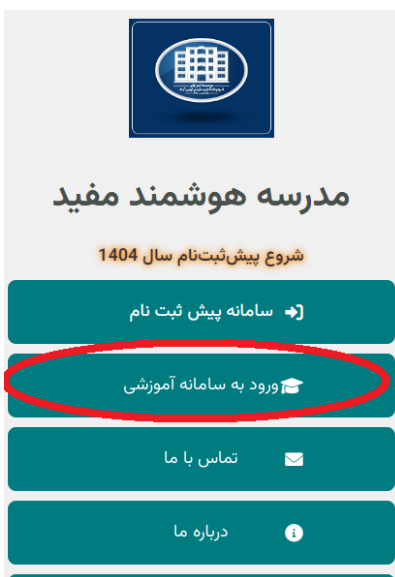 مدرسه هوشمند مفید
شروع پیش‌ثبت‌نام سال 1404
سامانه پیش ثبت نام
ورود به سامانه آموزشی
تماس با ما
درباره ما